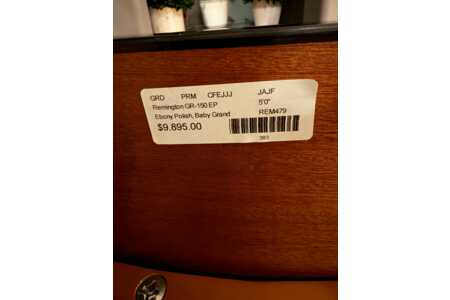 GRD PRM CFEJJJ JAJF
Remington GR-150 EP 5'0"
Ebony Polish, Baby Grand REM479
$9,895.00